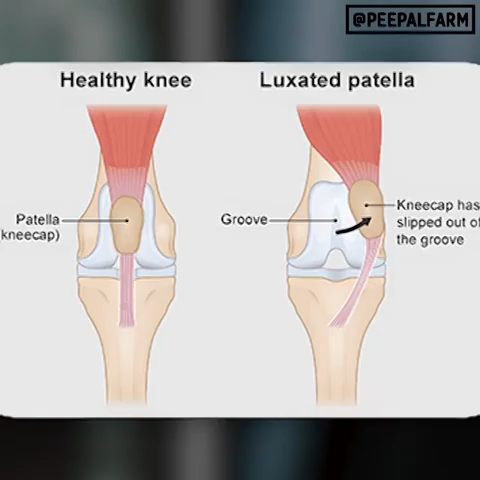 @PEEPALFARM
Healthy knee
Luxated patella
Patella
(kneecap)
Groove
Kneecap has
slipped out of
the groove